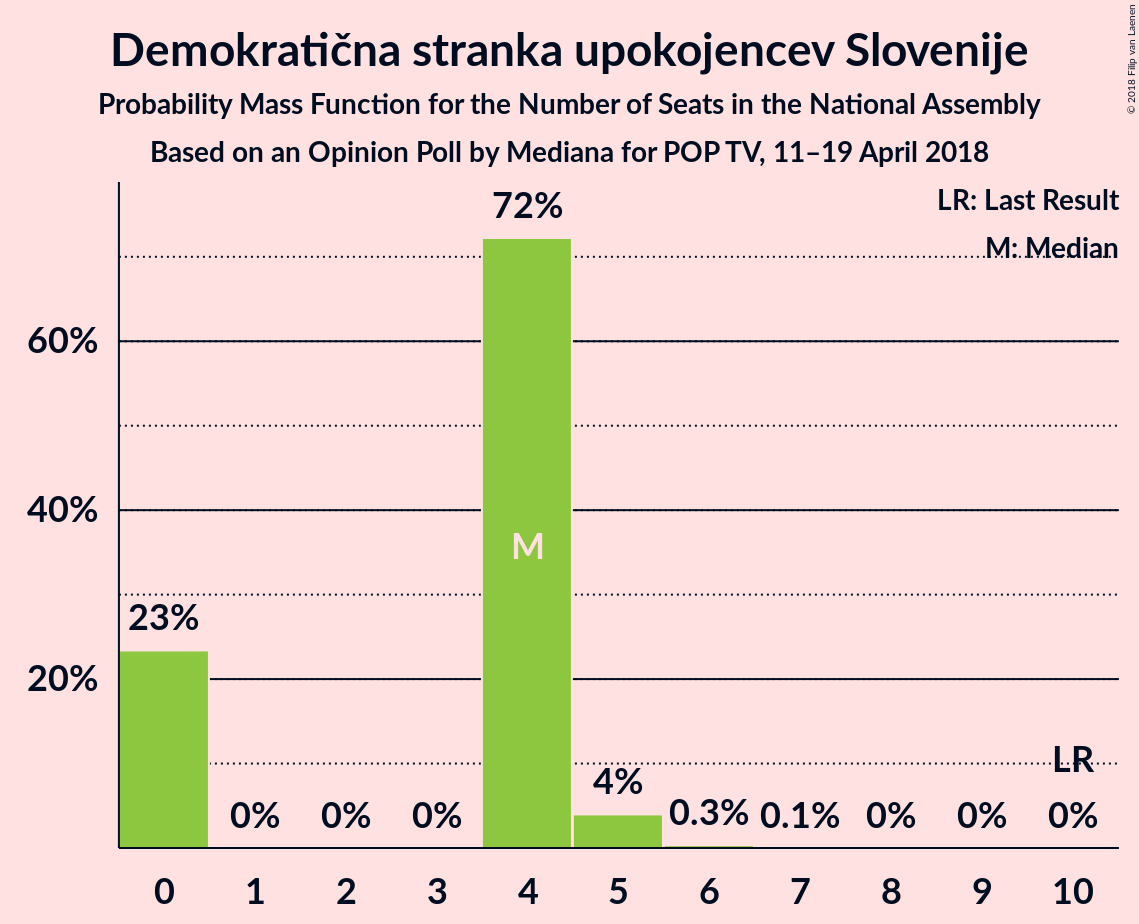 Demokratična stranka upokojencev Slovenije
Probability Mass Function for the Number of Seats in the National Assembly
Based on an Opinion Poll by Mediana for POP TV, 11–19 April 2018
© 2018 Filip van Laenen
LR: Last Result
M: Median
72%
60%
40%
M
23%
20%
LR
4%
0% 0% 0% 0.3% 0.1% 0% 0% 0%
0 1 2 3 4 5 6 7 8 9 10